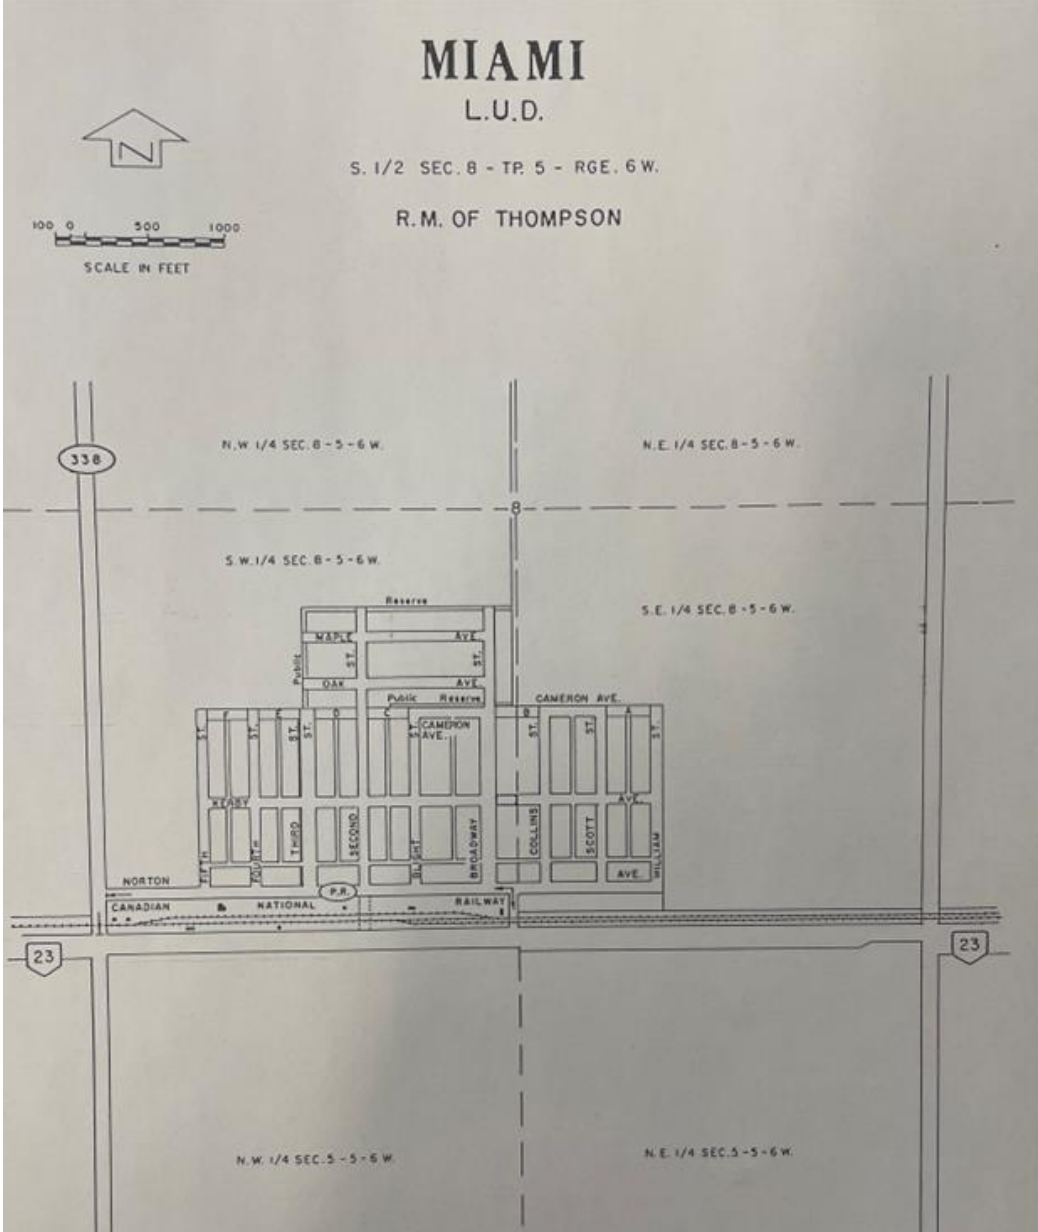 MIAMI
L.U.D.
S. 1/2 SEC. 8 - TP. 5 - RGE. 6 W.
R.M. OF THOMPSON
N
100 0 500 1000
SCALE IN FEET
N.W. 1/4 SEC. 8 - 5 - 6 W.
N.E. 1/4 SEC. 8 - 5 - 6 W.
338
8
S.W. 1/4 SEC. 8 - 5 - 6 W.
S.E. 1/4 SEC. 8 - 5 - 6 W.
Reserve
MAPLE AVE.
Public
ST.
ST.
OAK AVE.
Public Reserve
CAMERON AVE.
F E D C B A
ST. ST. ST. ST. ST. ST. ST. ST.
CAMERON
AVE.
KERBY AVE.
FIFTH
FOURTH
THIRD
SECOND
BLIGHT
BROADWAY
COLLINS
SCOTT
WILLIAM
NORTON AVE.
P.R.
CANADIAN NATIONAL RAILWAY
23
23
N.W. 1/4 SEC. 5 - 5 - 6 W.
N.E. 1/4 SEC. 5 - 5 - 6 W.